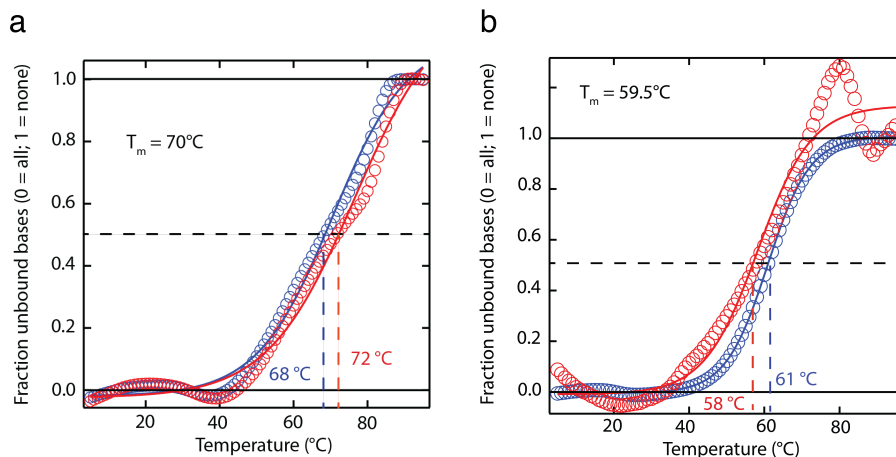 a
Fraction unbound bases (0 = all; 1 = none)
1.0
0.8
0.6
0.4
0.2
0.0
Tm = 70°C
68 °C
72 °C
20
40
60
80
Temperature (°C)
b
Fraction unbound bases (0 = all; 1 = none)
1.0
0.8
0.6
0.4
0.2
0.0
Tm = 59.5°C
58 °C
61 °C
20
40
60
80
Temperature (°C)